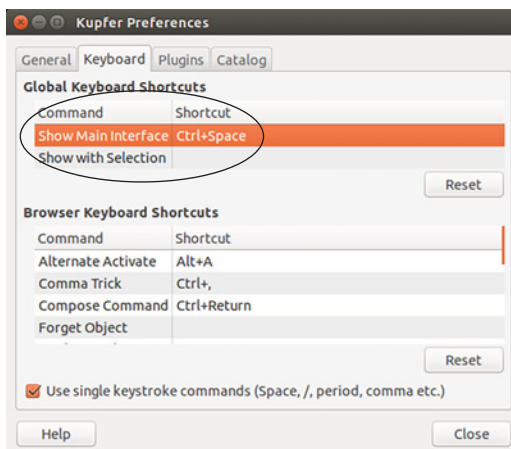 Kupfer Preferences
General Keyboard Plugins Catalog
Global Keyboard Shortcuts
Command Shortcut
Show Main Interface Ctrl+Space
Show with Selection
Reset
Browser Keyboard Shortcuts
Command Shortcut
Alternate Activate Alt+A
Comma Trick Ctrl+,
Compose Command Ctrl+Return
Forget Object
Reset
Use single keystroke commands (Space, /, period, comma etc.)
Help Close